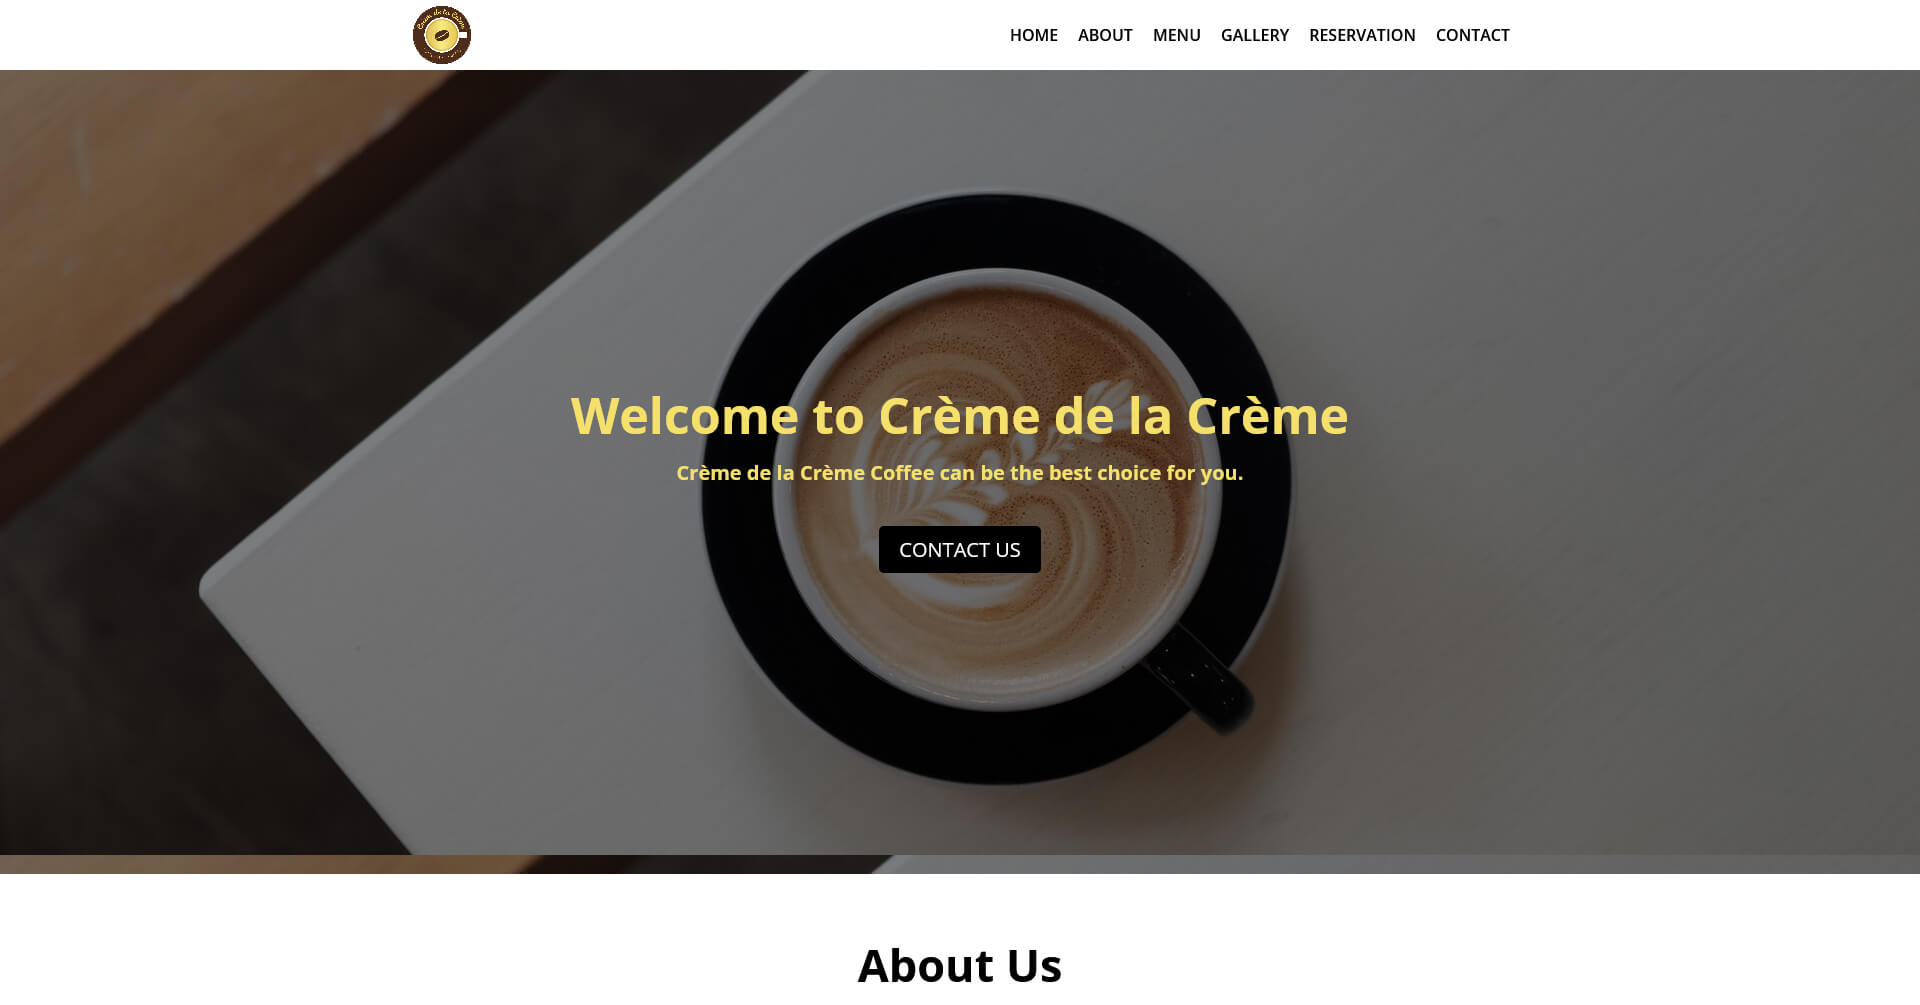 HOME ABOUT MENU GALLERY RESERVATION CONTACT
Welcome to Crème de la Crème
Crème de la Crème Coffee can be the best choice for you.
CONTACT US
About Us